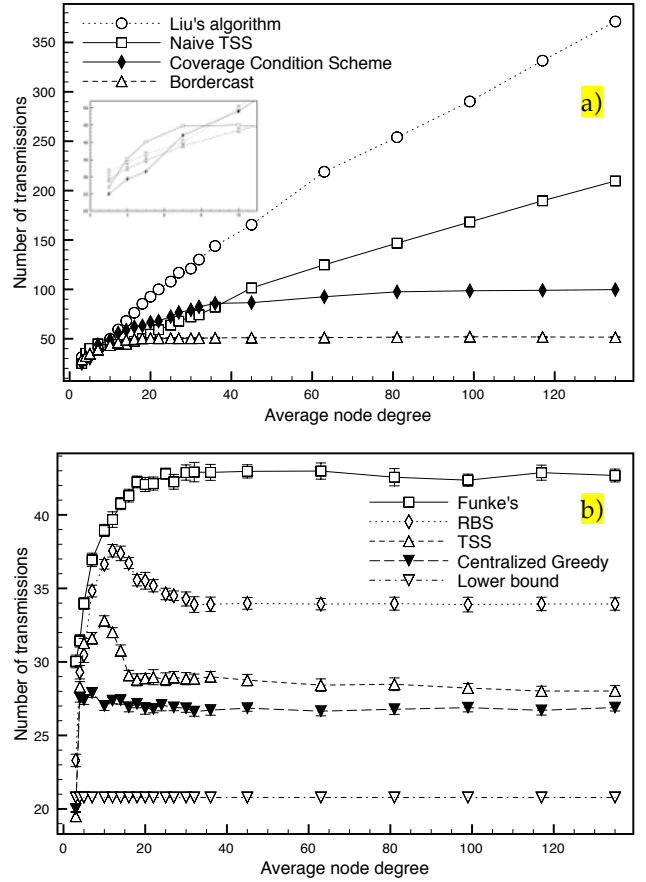 Liu's algorithm
Naive TSS
Coverage Condition Scheme
Bordercast
a)
Number of transmissions
350
300
250
200
150
100
50
0 20 40 60 80 100 120
Average node degree
b)
Funke's
RBS
TSS
Centralized Greedy
Lower bound
Number of transmissions
40
35
30
25
20
0 20 40 60 80 100 120
Average node degree